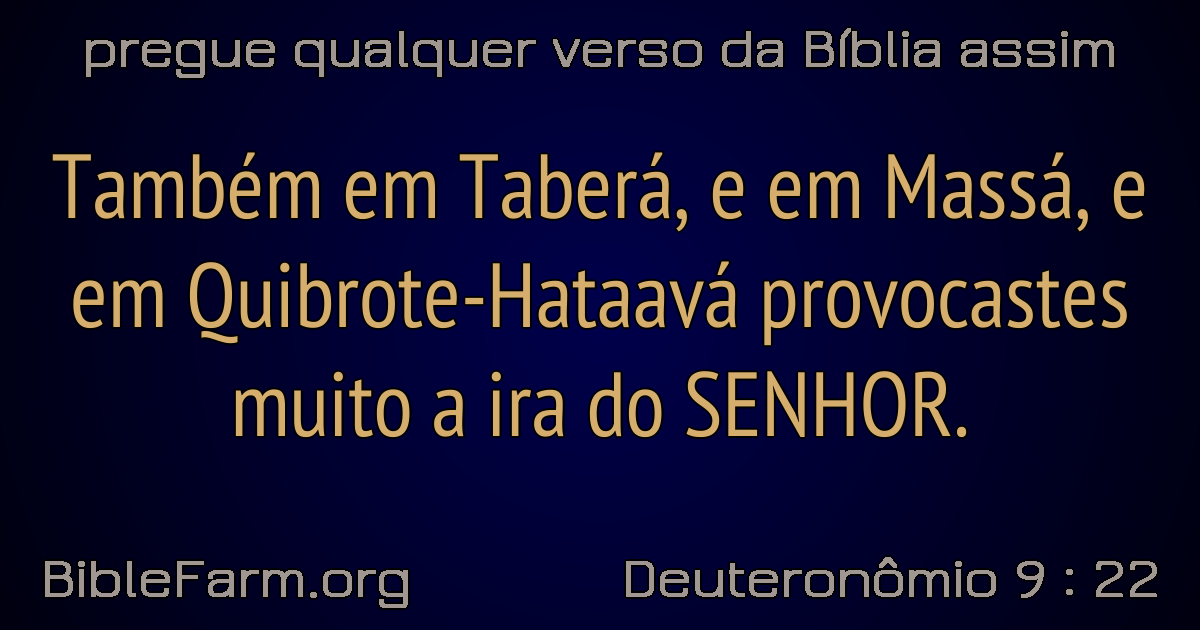 pregue qualquer verso da Bíblia assim
Também em Taberá, e em Massá, e
em Quibrote-Hataavá provocastes
muito a ira do SENHOR.
BibleFarm.org
Deuteronômio 9 : 22